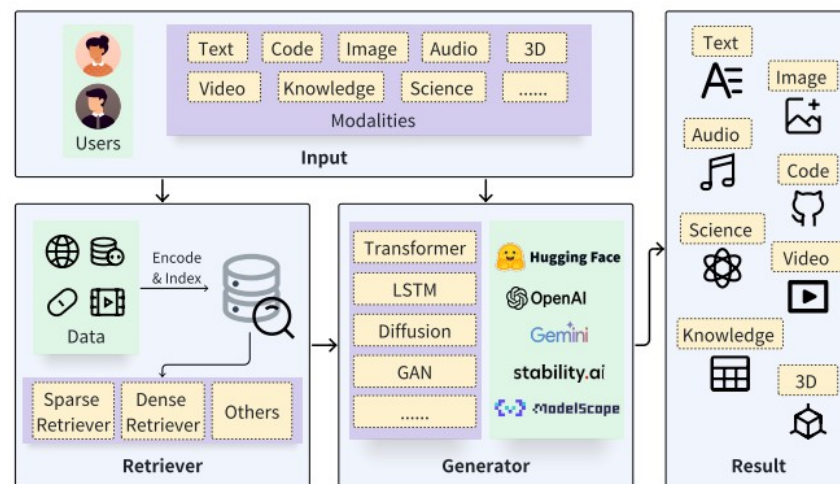 Users
Text
Code
Image
Audio
3D
Video
Knowledge
Science
......
Modalities
Input
Encode
& Index
Data
Sparse
Retriever
Dense
Retriever
Others
Retriever
Transformer
LSTM
Diffusion
GAN
......
Hugging Face
OpenAI
Gemini
stability.ai
ModelScope
Generator
Text
Image
Audio
Code
Science
Video
Knowledge
3D
Result